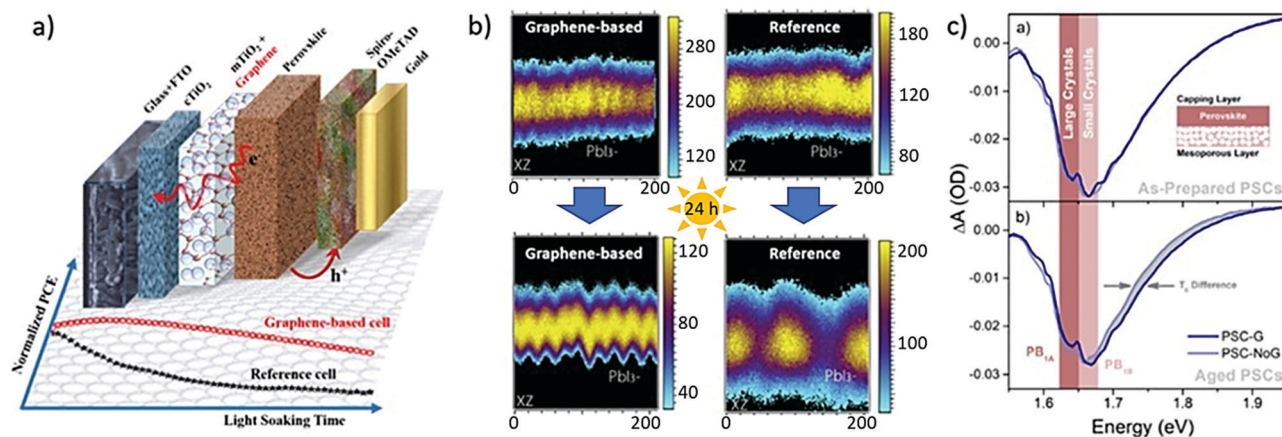 a)
Glass+FTO
cTiO₂
mTiO₂ +
Graphene
Perovskite
Spiro-
OMeTAD
Gold
e⁻
h⁺
Normalized PCE
Graphene-based cell
Reference cell
Light Soaking Time
b)
Graphene-based
300
200
120
XZ
PbI3-
0
200
Reference
180
120
60
XZ
PbI3-
0
200
24 h
Graphene-based
120
80
40
XZ
PbI3-
0
200
Reference
200
100
XZ
PbI3-
0
200
c)
a)
0.00
-0.01
-0.02
-0.03
Large Crystals
Small Crystals
Capping Layer
Perovskite
Mesoporous Layer
As-Prepared PSCs
ΔA (OD)
b)
0.00
-0.01
-0.02
-0.03
Difference
PB1A
PB1B
PSC-G
PSC-NoG
Aged PSCs
1.6
1.7
1.8
1.9
Energy (eV)